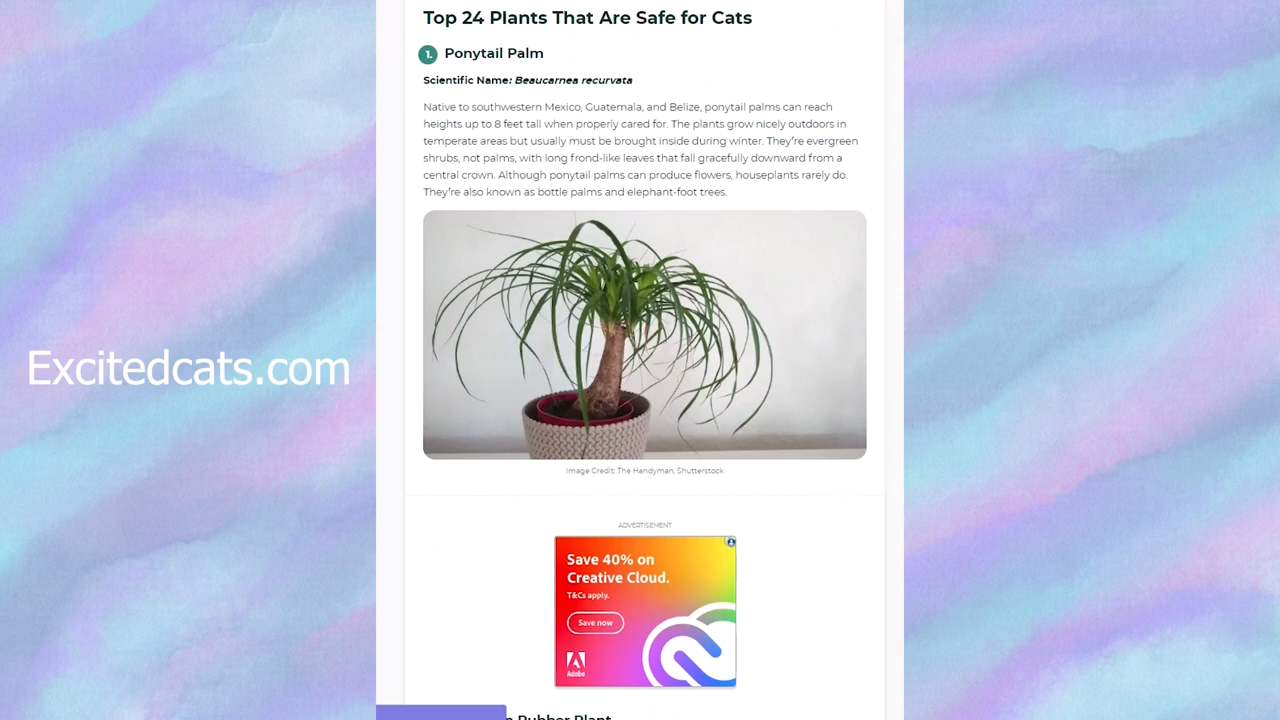 Top 24 Plants That Are Safe for Cats
1. Ponytail Palm
Scientific Name: Beaucarnea recurvata
Native to southwestern Mexico, Guatemala, and Belize, ponytail palms can reach
heights up to 8 feet tall when properly cared for. The plants grow nicely outdoors in
temperate areas but usually must be brought inside during winter. They're evergreen
shrubs, not palms, with long frond-like leaves that fall gracefully downward from a
central crown. Although ponytail palms can produce flowers, houseplants rarely do.
They're also known as bottle palms and elephant-foot trees.
Excitedcats.com
Image Credit: The Handyman, Shutterstock
ADVERTISEMENT
Save 40% on
Creative Cloud.
T&Cs apply.
Save now
Adobe
Rubber Plant